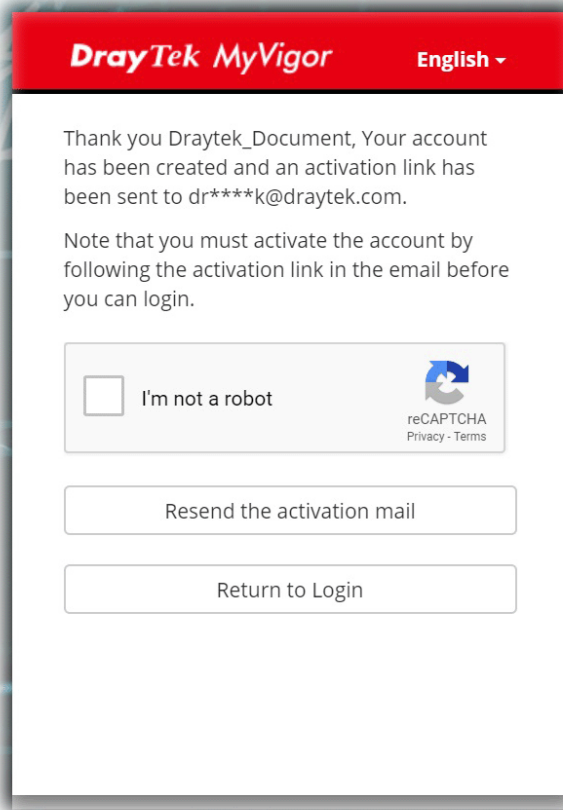 DrayTek MyVigor
English
Thank you Draytek_Document, Your account
has been created and an activation link has
been sent to dr****k@draytek.com.
Note that you must activate the account by
following the activation link in the email before
you can login.
I'm not a robot
reCAPTCHA
Privacy - Terms
Resend the activation mail
Return to Login